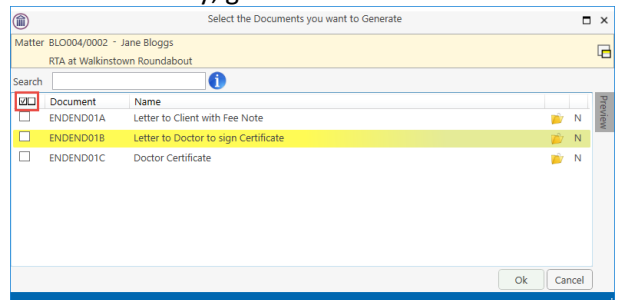 Select the Documents you want to Generate
Matter BLO004/0002 - Jane Bloggs
RTA at Walkinstown Roundabout
Search
Document Name
ENDEND01A Letter to Client with Fee Note N
ENDEND01B Letter to Doctor to sign Certificate N
ENDEND01C Doctor Certificate N
Preview
Ok Cancel